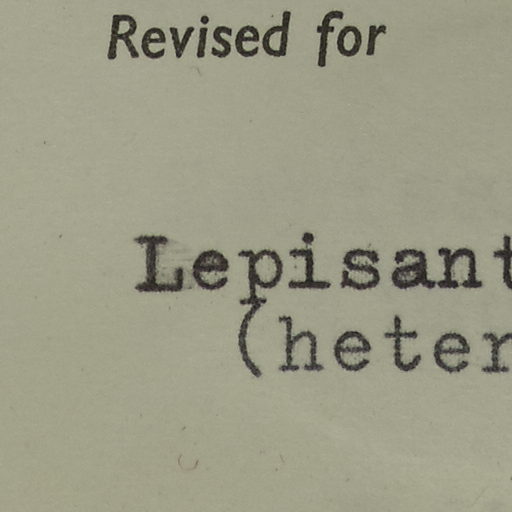 Revised for
Lepisant
(heter